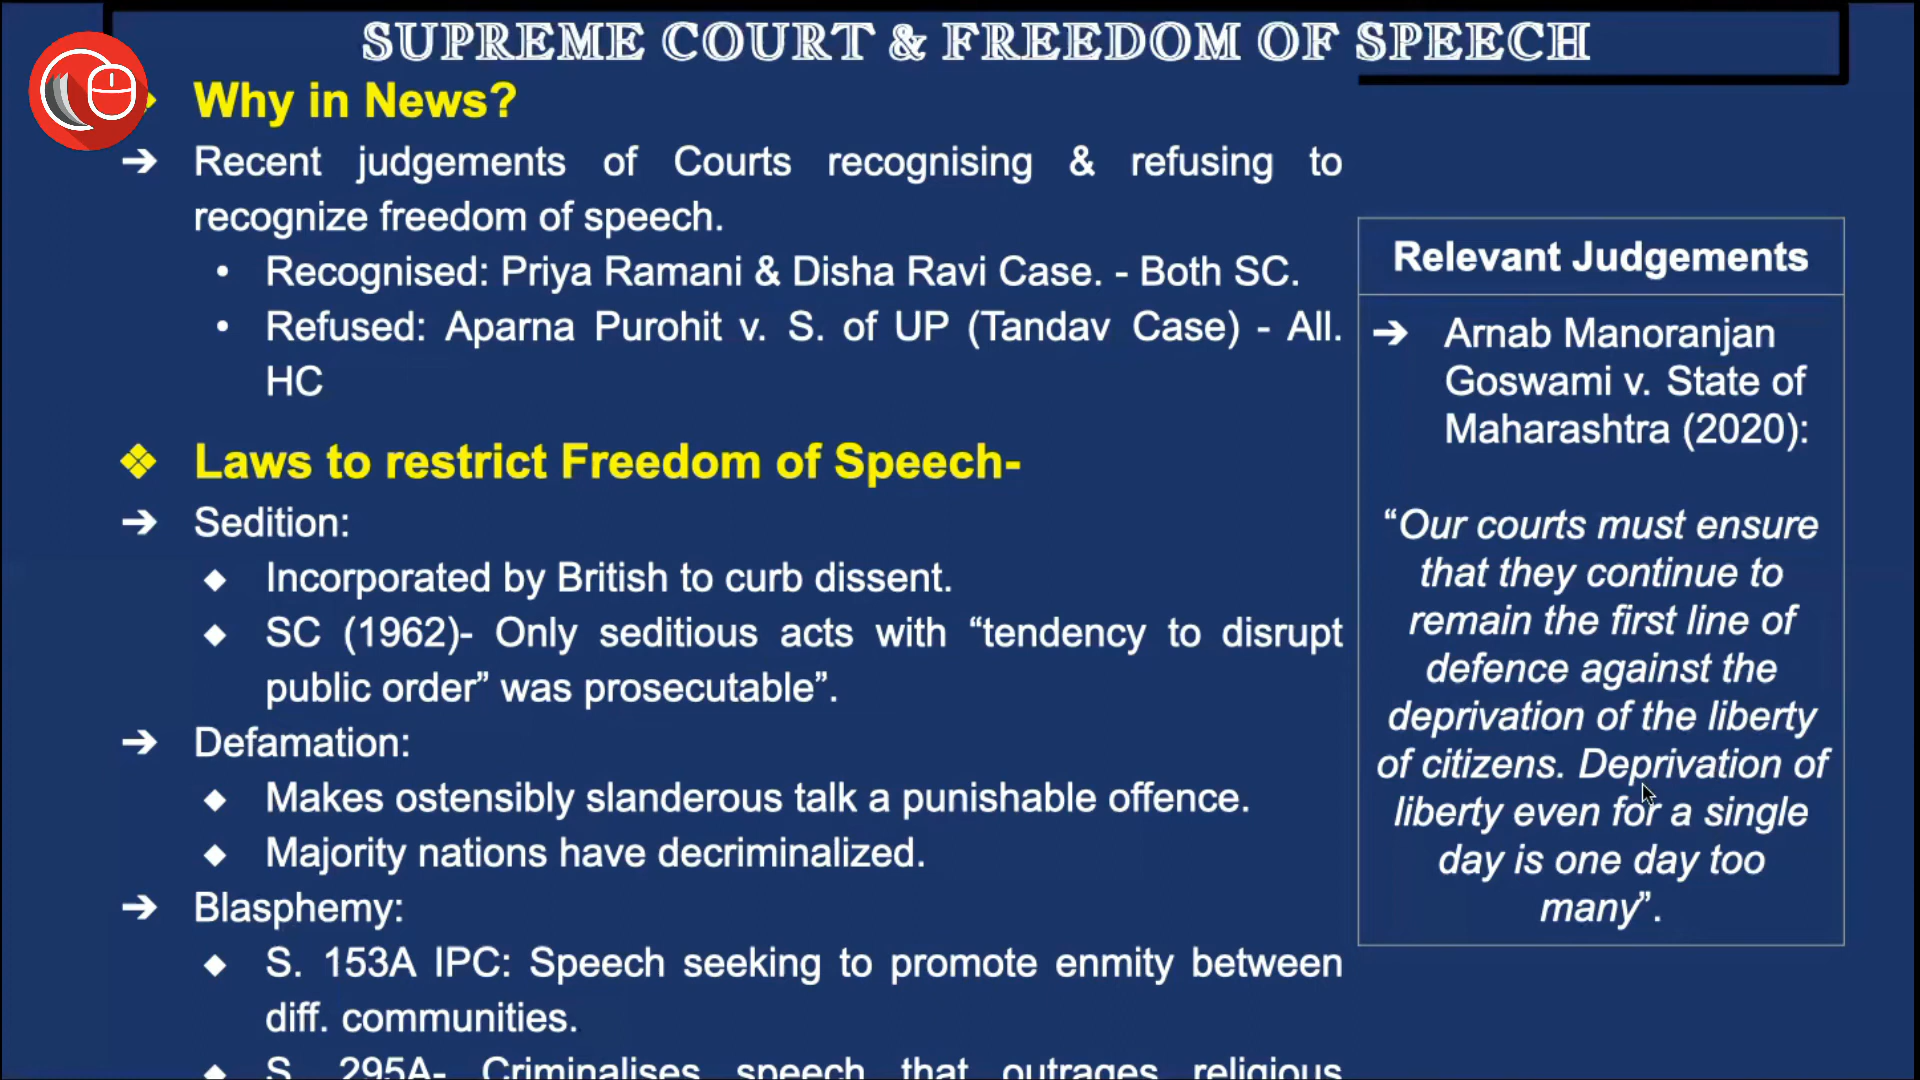 SUPREME COURT & FREEDOM OF SPEECH
Why in News?
➔ Recent judgements of Courts recognising & refusing to
recognize freedom of speech.
• Recognised: Priya Ramani & Disha Ravi Case. - Both SC.
• Refused: Aparna Purohit v. S. of UP (Tandav Case) - All.
HC
❖ Laws to restrict Freedom of Speech-
➔ Sedition:
◆ Incorporated by British to curb dissent.
◆ SC (1962)- Only seditious acts with “tendency to disrupt
public order” was prosecutable”.
➔ Defamation:
◆ Makes ostensibly slanderous talk a punishable offence.
◆ Majority nations have decriminalized.
➔ Blasphemy:
◆ S. 153A IPC: Speech seeking to promote enmity between
diff. communities.
◆ S. 295A- Criminalises speech that outrages religious
Relevant Judgements
➔ Arnab Manoranjan
Goswami v. State of
Maharashtra (2020):
“Our courts must ensure
that they continue to
remain the first line of
defence against the
deprivation of the liberty
of citizens. Deprivation of
liberty even for a single
day is one day too
many”.